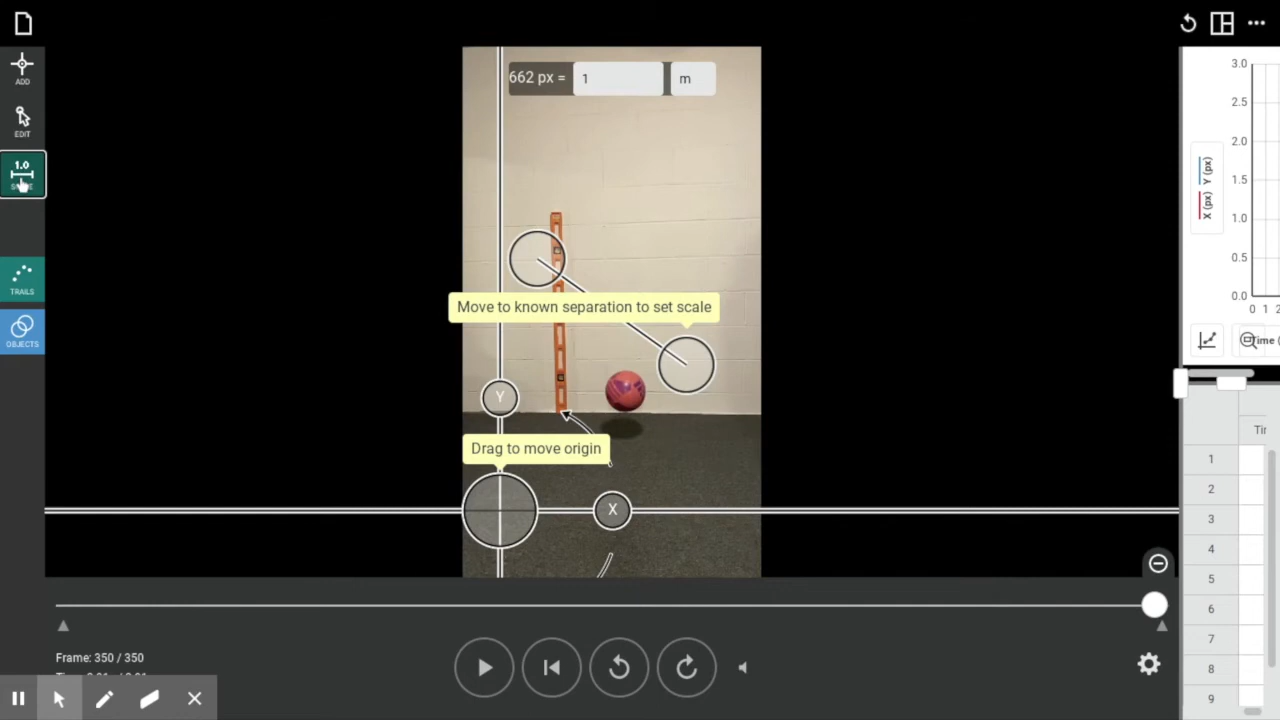 ADD
EDIT
1.0
TRAILS
OBJECTS
662 px = 1 m
Move to known separation to set scale
Y
Drag to move origin
X
Frame: 350 / 350
3.0
2.5
2.0
1.5
1.0
0.5
0.0
0 1
X (px) Y (px)
Time (
Tir
1
2
3
4
5
6
7
8
9